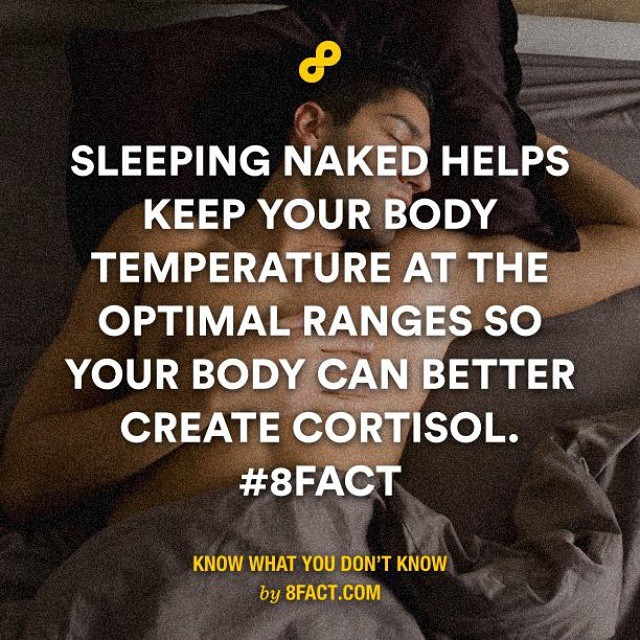 SLEEPING NAKED HELPS
KEEP YOUR BODY
TEMPERATURE AT THE
OPTIMAL RANGES SO
YOUR BODY CAN BETTER
CREATE CORTISOL.
#8FACT
KNOW WHAT YOU DON'T KNOW
by 8FACT.COM